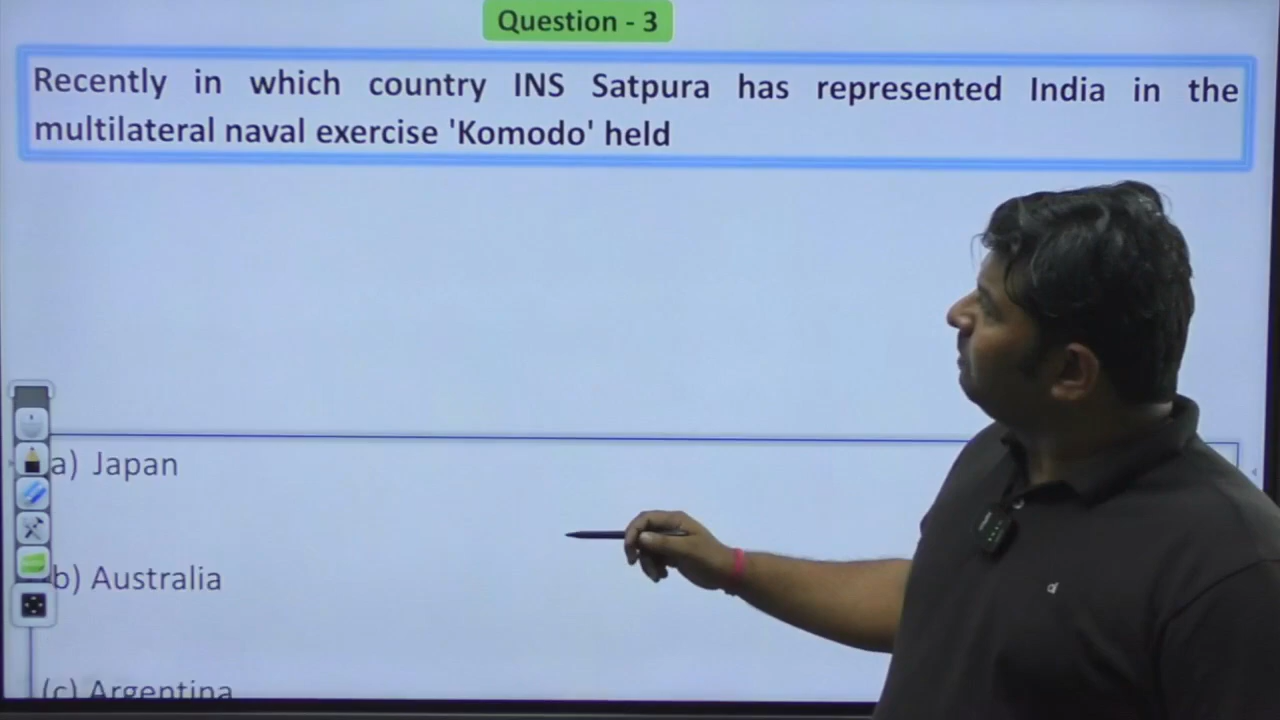 Question - 3
Recently in which country INS Satpura has represented India in the
multilateral naval exercise 'Komodo' held
a) Japan
b) Australia
(c) Argentina